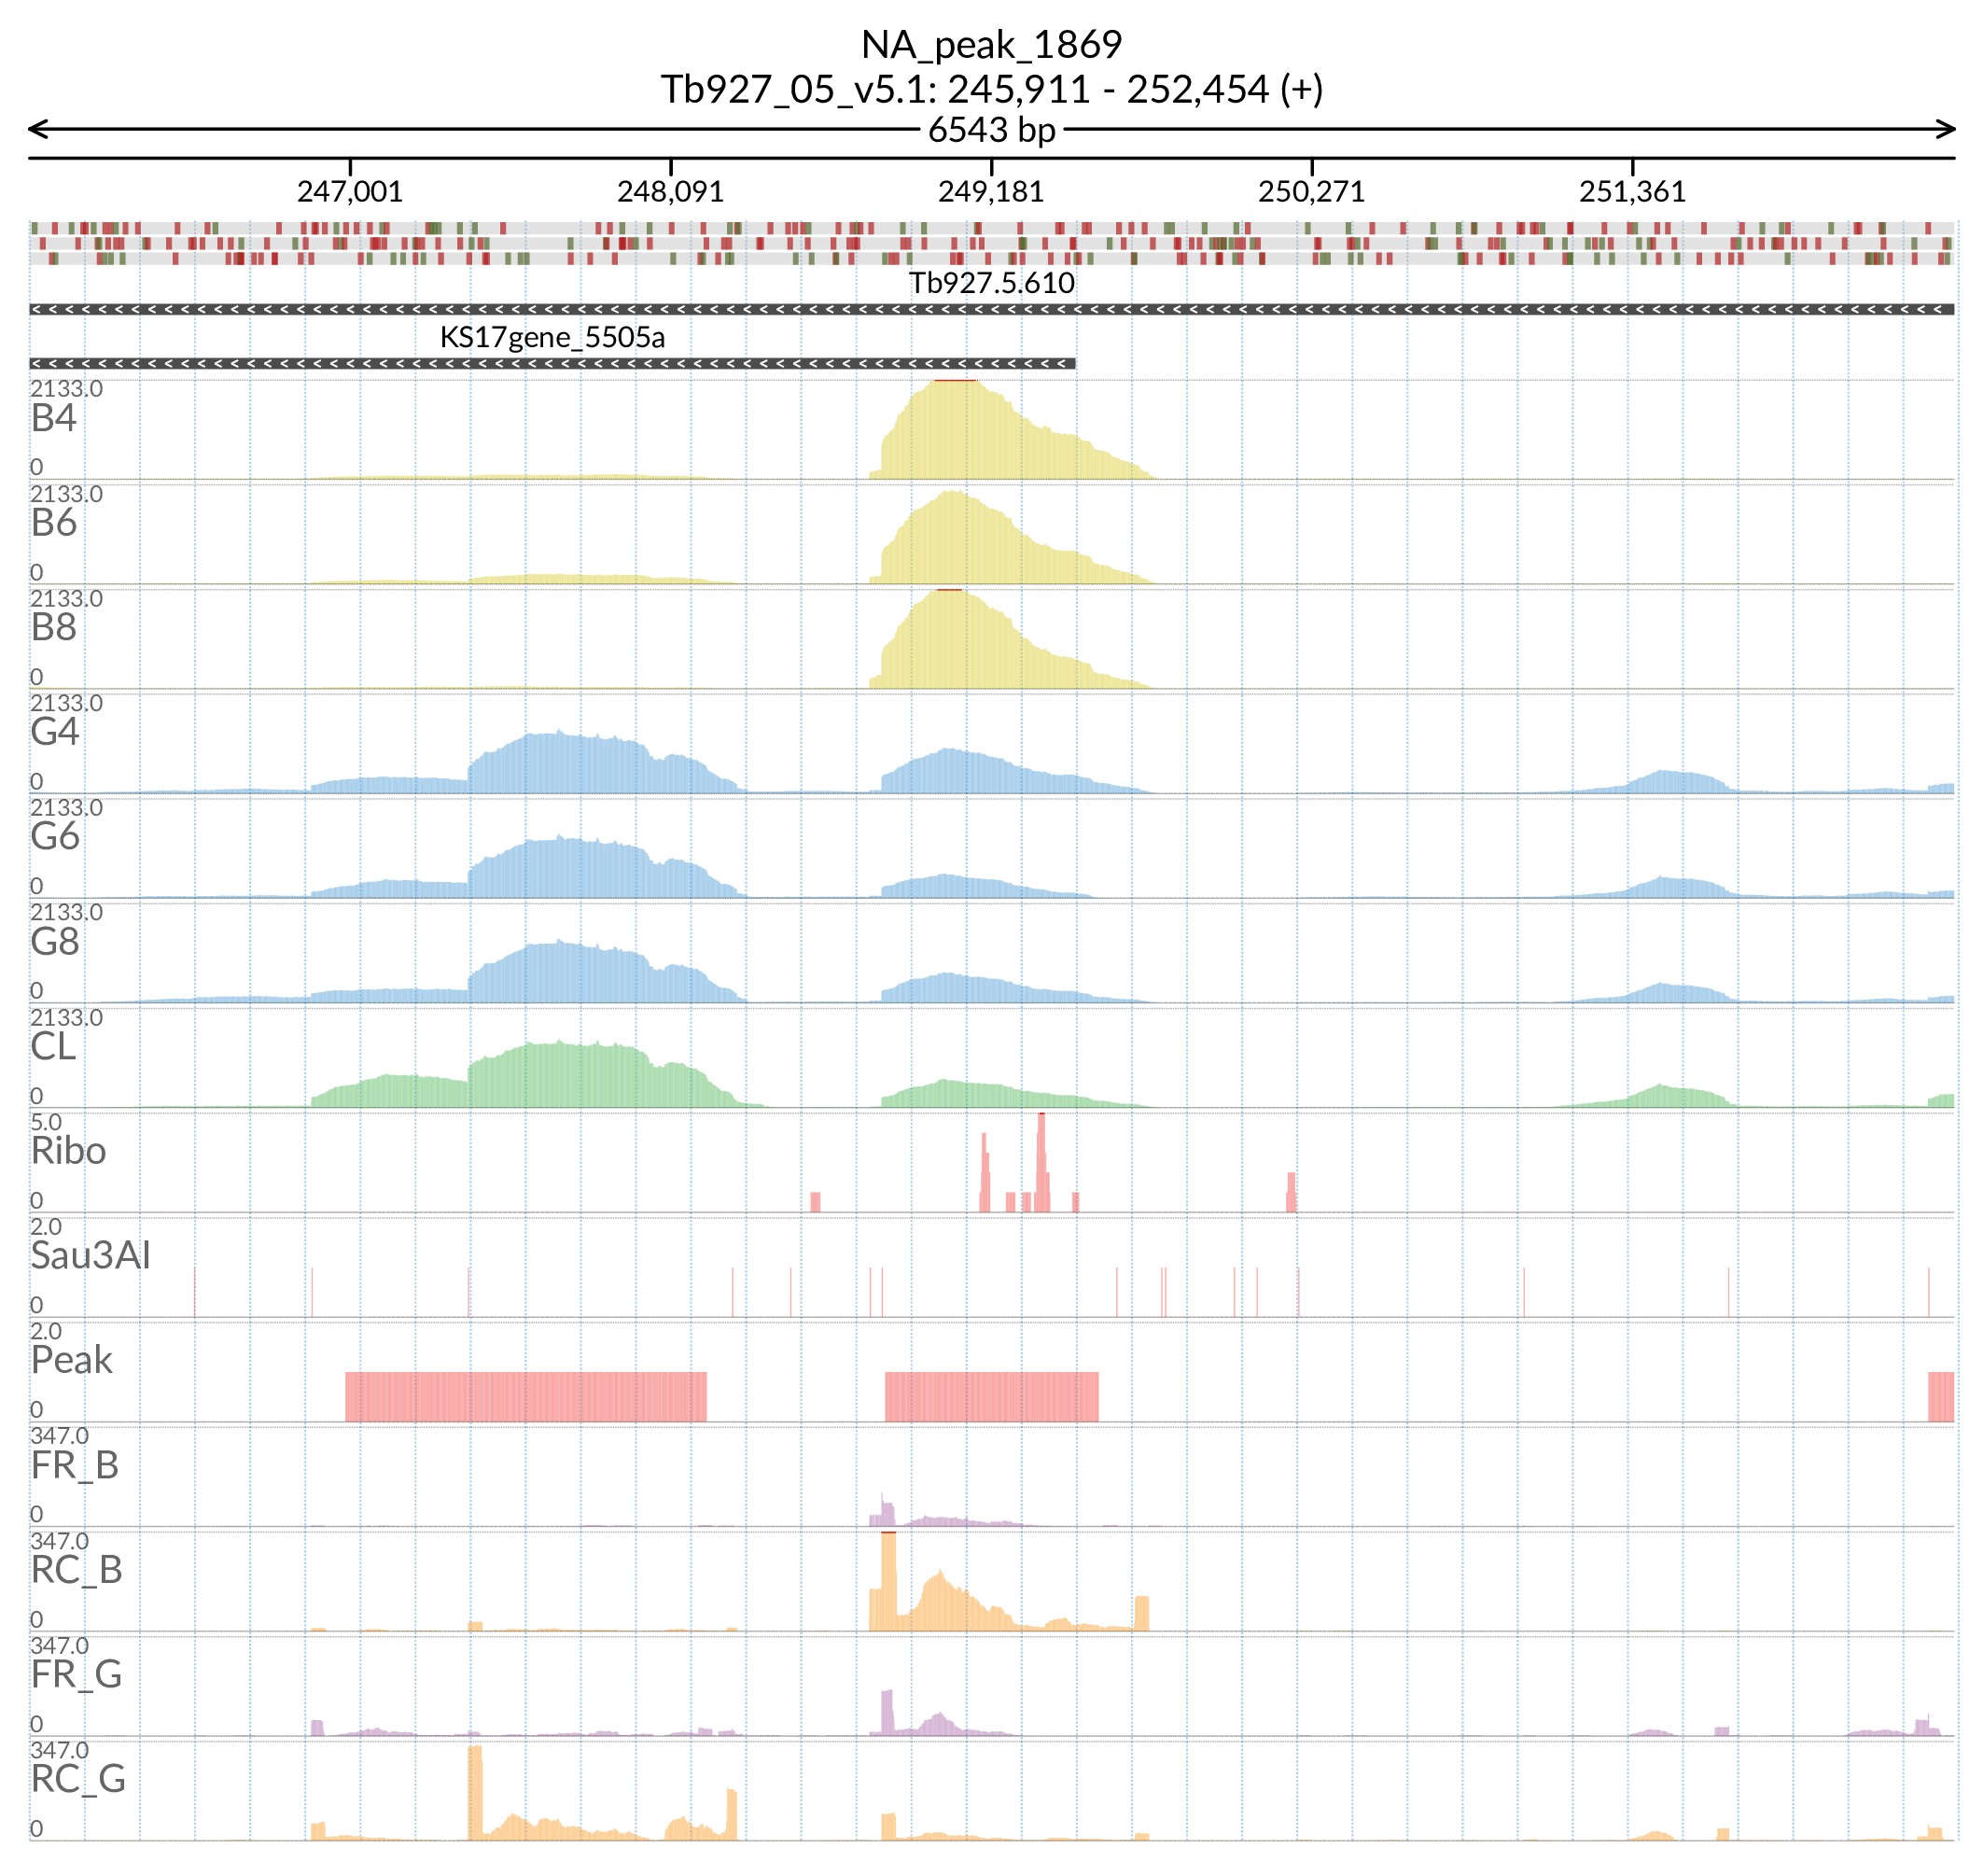 NA_peak_1869
Tb927_05_v5.1: 245,911 - 252,454 (+)
6543 bp
247,001 248,091 249,181 250,271 251,361
Tb927.5.610
KS17gene_5505a
2133.0
B4
0
2133.0
B6
0
2133.0
B8
0
2133.0
G4
0
2133.0
G6
0
2133.0
G8
0
2133.0
CL
0
5.0
Ribo
0
2.0
Sau3AI
0
2.0
Peak
0
347.0
FR_B
0
347.0
RC_B
0
347.0
FR_G
0
347.0
RC_G
0